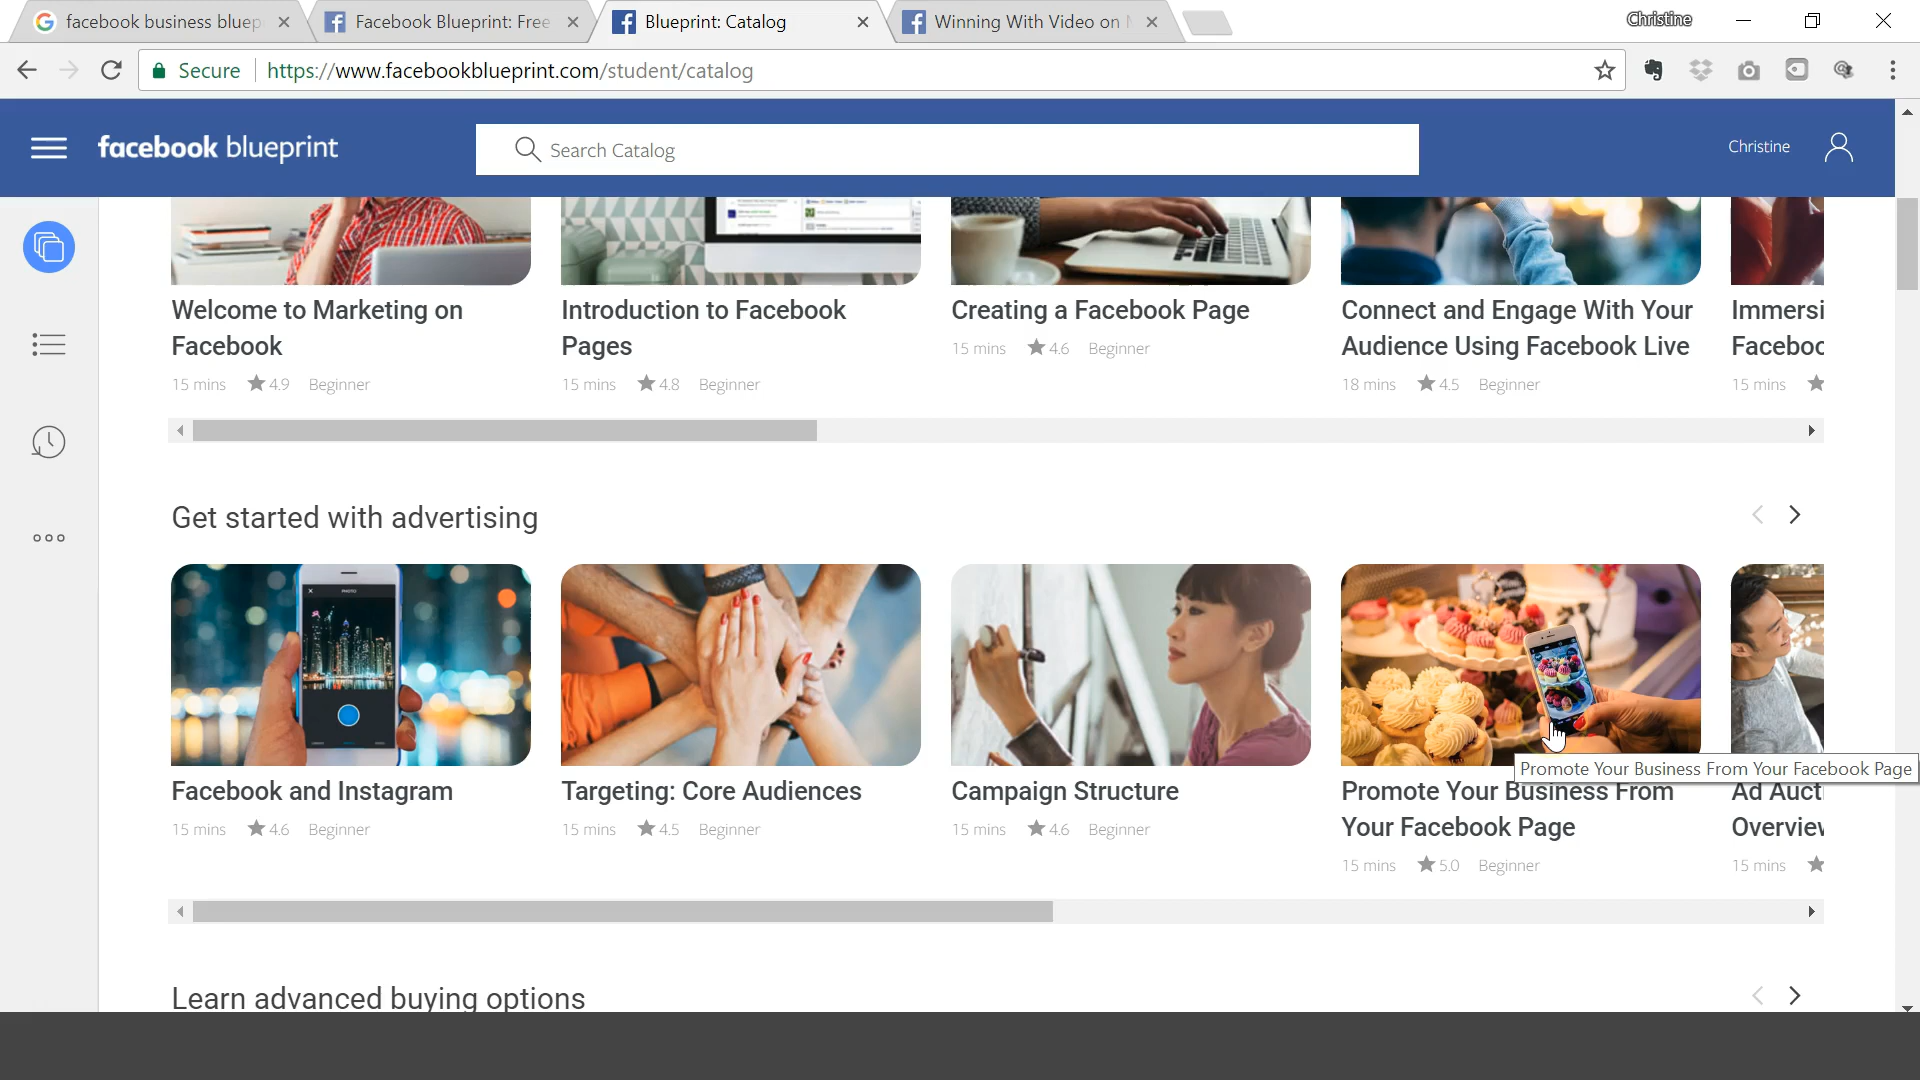 facebook business bluep
Facebook Blueprint: Free
Blueprint: Catalog
Winning With Video on
Christine
Secure
https://www.facebookblueprint.com/student/catalog
facebook blueprint
Search Catalog
Christine
Welcome to Marketing on
Facebook
15 mins 4.9 Beginner
Introduction to Facebook
Pages
15 mins 4.8 Beginner
Creating a Facebook Page
15 mins 4.6 Beginner
Connect and Engage With Your
Audience Using Facebook Live
18 mins 4.5 Beginner
Immersi
Faceboo
15 mins
Get started with advertising
PHOTO
Facebook and Instagram
15 mins 4.6 Beginner
Targeting: Core Audiences
15 mins 4.5 Beginner
Campaign Structure
15 mins 4.6 Beginner
Promote Your Business From Your Facebook Page
Promote Your Business From
Your Facebook Page
15 mins 5.0 Beginner
Ad Aucti
Overview
15 mins
Learn advanced buying options